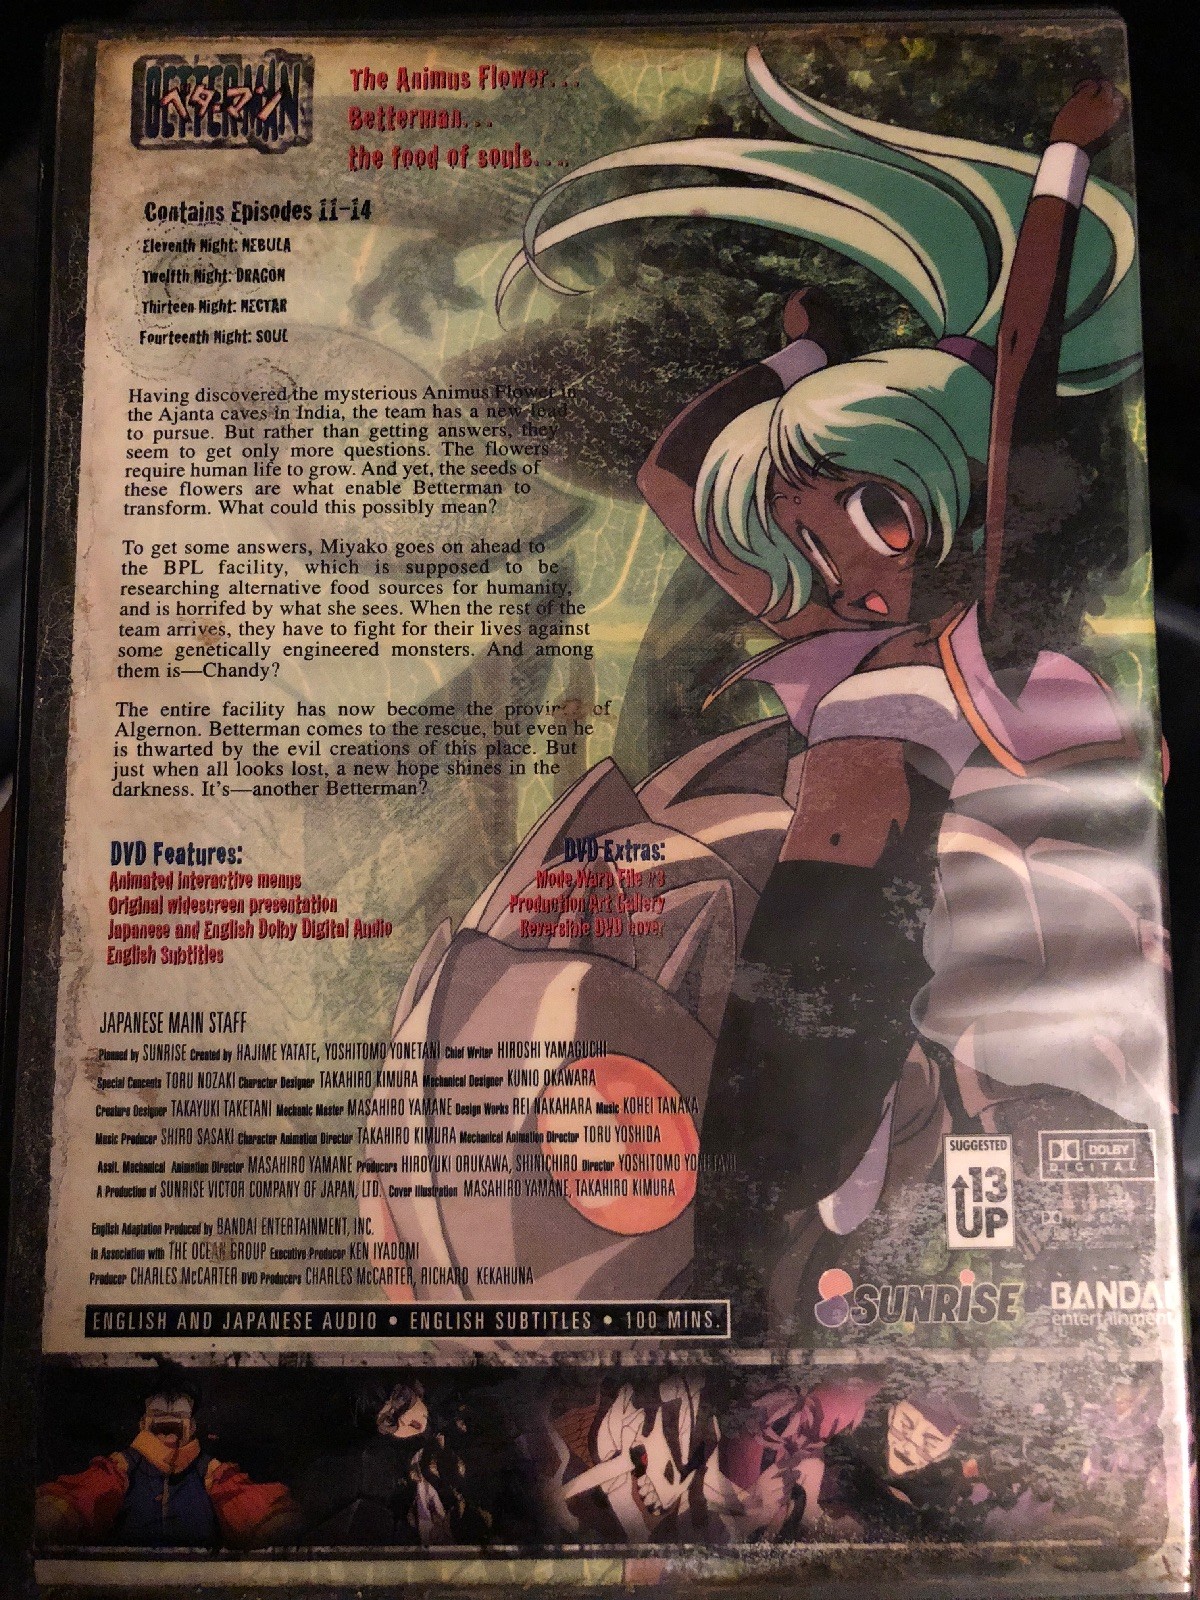 BETTERMAN
ベターマン
The Animus Flower...
Betterman...
the food of souls...
Contains Episodes 11-14
Eleventh Night: NEBULA
Twelfth Night: DRAGON
Thirteen Night: NECTAR
Fourteenth Night: SOUL
Having discovered the mysterious Animus Flower in
the Ajanta caves in India, the team has a new lead
to pursue. But rather than getting answers, they
seem to get only more questions. The flowers
require human life to grow. And yet, the seeds of
these flowers are what enable Betterman to
transform. What could this possibly mean?
To get some answers, Miyako goes on ahead to
the BPL facility, which is supposed to be
researching alternative food sources for humanity,
and is horrifed by what she sees. When the rest of the
team arrives, they have to fight for their lives against
some genetically engineered monsters. And among
them is—Chandy?
The entire facility has now become the of
Algernon. Betterman comes to the rescue, but even he
is thwarted by the evil creations of this place. But
just when all looks lost, a new hope shines in the
darkness. It's—another Betterman?
DVD Features:
Animated interactive menus
Original widescreen presentation
Japanese and English Dolby Digital Audio
English Subtitles
DVD Extras:
Mode Warp File #3
Production Art Gallery
Reversible DVD cover
JAPANESE MAIN STAFF
Planned by SUNRISE Created by HAJIME YATATE, YOSHITOMO YONETANI Chief Writer HIROSHI YAMAGUCHI
Special Concepts TORU NOZAKI Character Designer TAKAHIRO KIMURA Mechanical Designer KUNIO OKAWARA
Creature Designer TAKAYUKI TAKETANI Mechanic Master MASAHIRO YAMANE Design Works REI NAKAHARA Music KOHEI TANAKA
Music Producer SHIRO SASAKI Character Animation Director TAKAHIRO KIMURA Mechanical Animation Director TORU YOSHIDA
Assit. Mechanical Animation Director MASAHIRO YAMANE Producers HIROYUKI ORUKAWA, SHINICHIRO Director YOSHITOMO YONETANI
A Production of SUNRISE VICTOR COMPANY OF JAPAN, LTD. Cover Illustration MASAHIRO YAMANE, TAKAHIRO KIMURA
English Adaptation Produced by BANDAI ENTERTAINMENT, INC.
in Association with THE OCEAN GROUP Executive Producer KEN IYADOMI
Producer CHARLES McCARTER DVD Producers CHARLES McCARTER, RICHARD KEKAHUNA
ENGLISH AND JAPANESE AUDIO • ENGLISH SUBTITLES • 100 MINS.
SUGGESTED
13
UP
DOLBY
DIGITAL
SUNRISE
BANDAI
entertainment